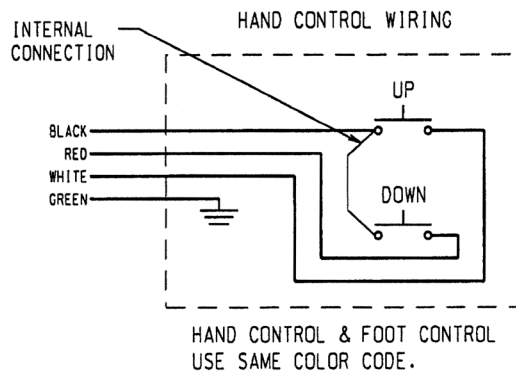 HAND CONTROL WIRING
INTERNAL
CONNECTION
UP
BLACK
RED
WHITE
GREEN
DOWN
HAND CONTROL & FOOT CONTROL
USE SAME COLOR CODE.